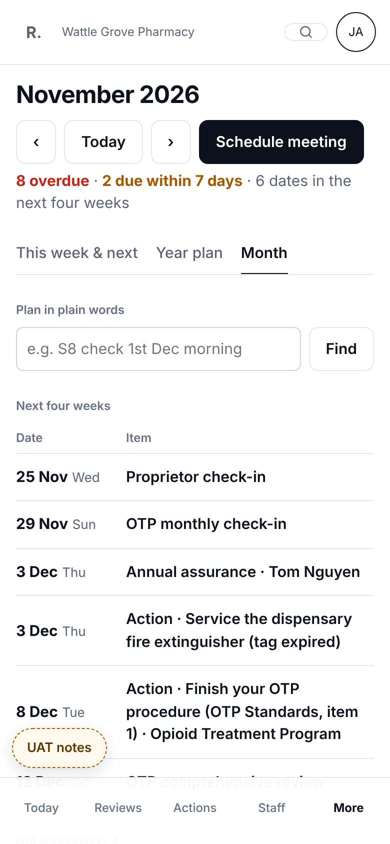 R. Wattle Grove Pharmacy JA
November 2026
‹ Today › Schedule meeting
8 overdue · 2 due within 7 days · 6 dates in the
next four weeks
This week & next Year plan Month
Plan in plain words
e.g. S8 check 1st Dec morning Find
Next four weeks
Date Item
25 Nov Wed Proprietor check-in
29 Nov Sun OTP monthly check-in
3 Dec Thu Annual assurance · Tom Nguyen
3 Dec Thu Action · Service the dispensary
fire extinguisher (tag expired)
Action · Finish your OTP
8 Dec Tue procedure (OTP Standards, item
1) · Opioid Treatment Program
UAT notes
OTP comprehensive review
Today Reviews Actions Staff More